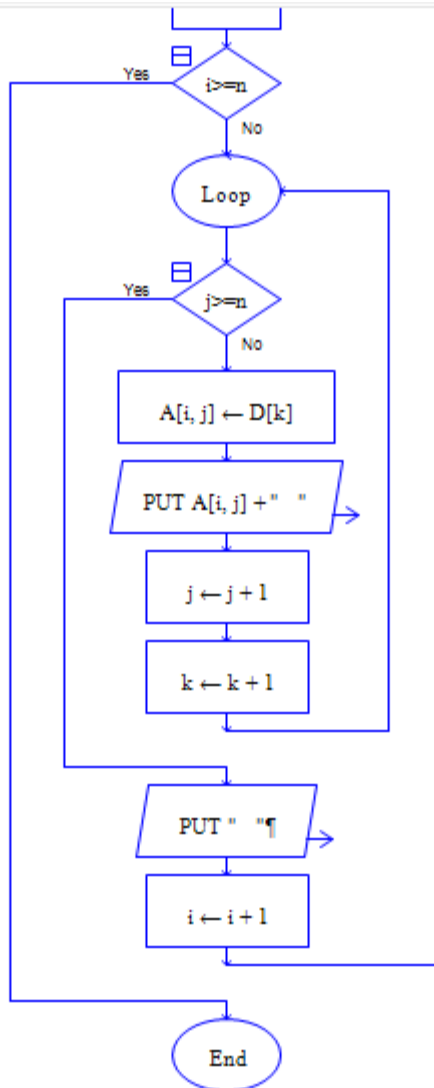 Yes
i>=n
No
Loop
Yes
j>=n
No
A[i, j] ← D[k]
PUT A[i, j] +"   "
j ← j + 1
k ← k + 1
PUT "   "¶
i ← i + 1
End